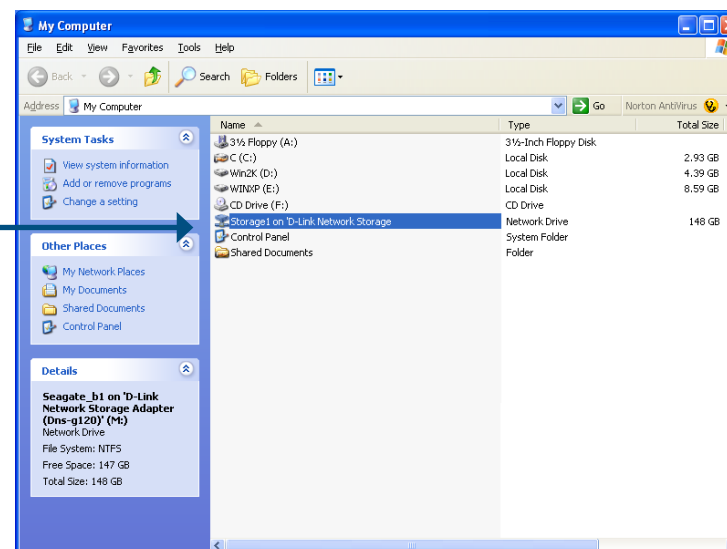 My Computer
File Edit View Favorites Tools Help
Back Search Folders
Address My Computer Go Norton AntiVirus
Name Type Total Size
System Tasks
View system information
Add or remove programs
Change a setting
Other Places
My Network Places
My Documents
Shared Documents
Control Panel
Details
Seagate_b1 on 'D-Link
Network Storage Adapter
(Dns-g120)' (M:)
Network Drive
File System: NTFS
Free Space: 147 GB
Total Size: 148 GB
3½ Floppy (A:) 3½-Inch Floppy Disk
C (C:) Local Disk 2.93 GB
Win2K (D:) Local Disk 4.39 GB
WINXP (E:) Local Disk 8.59 GB
CD Drive (F:) CD Drive
Storage1 on 'D-Link Network Storage Network Drive 148 GB
Control Panel System Folder
Shared Documents Folder